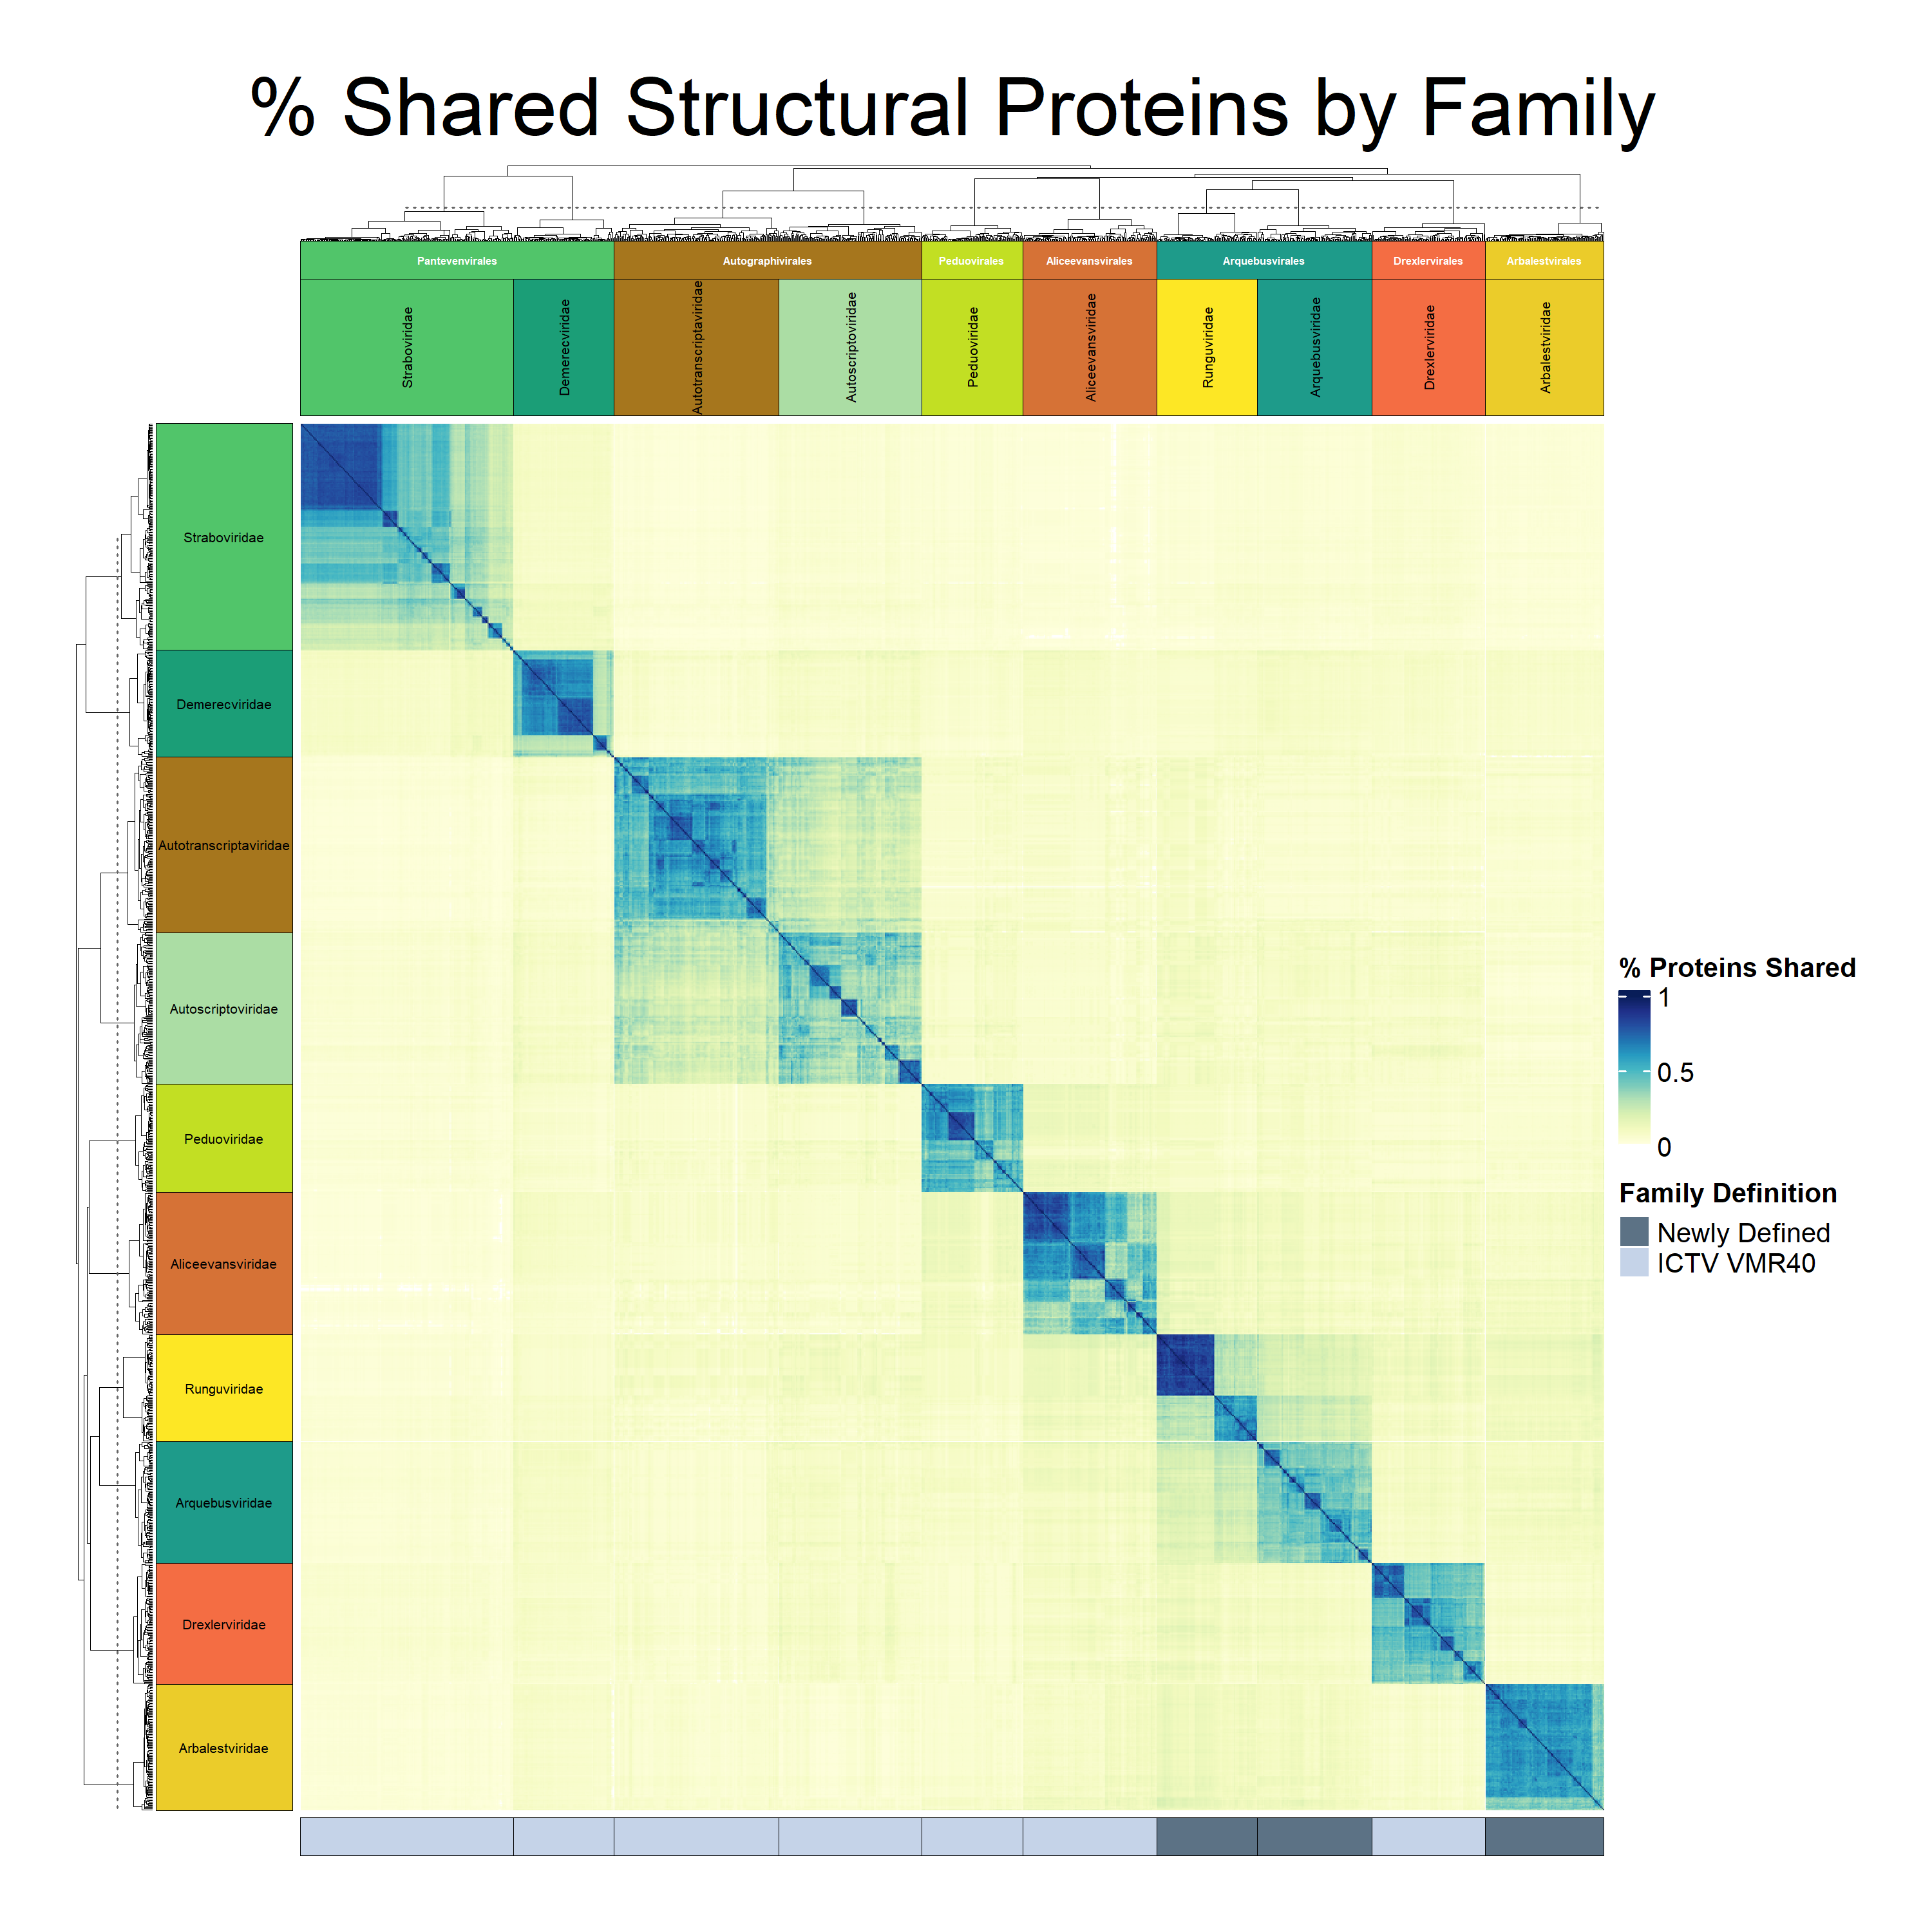 % Shared Structural Proteins by Family
Pantevenvirales
Autographivirales
Peduovirales
Aliceevansvirales
Arquebusvirales
Drexlervirales
Arbalestvirales
Straboviridae
Demerecviridae
Autotranscriptaviridae
Autoscriptoviridae
Peduoviridae
Aliceevansviridae
Runguviridae
Arquebusviridae
Drexlerviridae
Arbalestviridae
Straboviridae
Demerecviridae
Autotranscriptaviridae
Autoscriptoviridae
Peduoviridae
Aliceevansviridae
Runguviridae
Arquebusviridae
Drexlerviridae
Arbalestviridae
% Proteins Shared
1
0.5
0
Family Definition
Newly Defined
ICTV VMR40